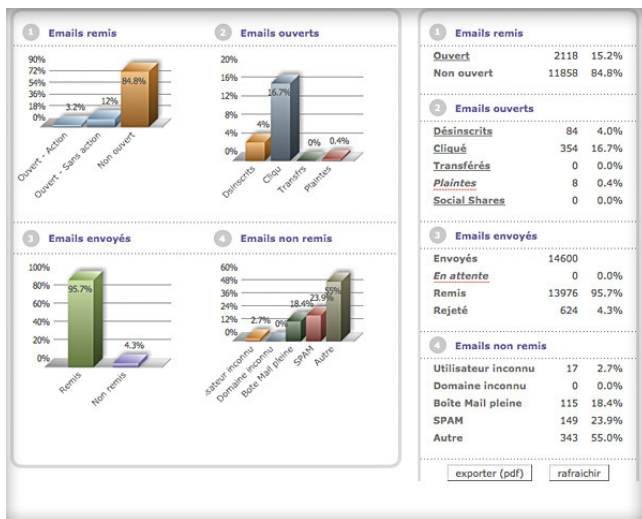 1 Emails remis
90%
72%
54%
36%
18%
0%
3.2%
12%
84.8%
Ouvert - Action
Ouvert - Sans action
Non ouvert
2 Emails ouverts
20%
16%
12%
8%
4%
0%
4%
16.7%
0%
0.4%
Dsinscrits
Cliqu
Transfrs
Plaintes
3 Emails envoyés
100%
80%
60%
40%
20%
0%
95.7%
4.3%
Remis
Non remis
4 Emails non remis
60%
48%
36%
24%
12%
0%
2.7%
0%
18.4%
23.9%
55%
isateur inconnu
Domaine inconnu
Bote Mail pleine
SPAM
Autre
1 Emails remis
Ouvert 2118 15.2%
Non ouvert 11858 84.8%
2 Emails ouverts
Désinscrits 84 4.0%
Cliqué 354 16.7%
Transférés 0 0.0%
Plaintes 8 0.4%
Social Shares 0 0.0%
3 Emails envoyés
Envoyés 14600
En attente 0 0.0%
Remis 13976 95.7%
Rejeté 624 4.3%
4 Emails non remis
Utilisateur inconnu 17 2.7%
Domaine inconnu 0 0.0%
Boîte Mail pleine 115 18.4%
SPAM 149 23.9%
Autre 343 55.0%
exporter (pdf) rafraichir